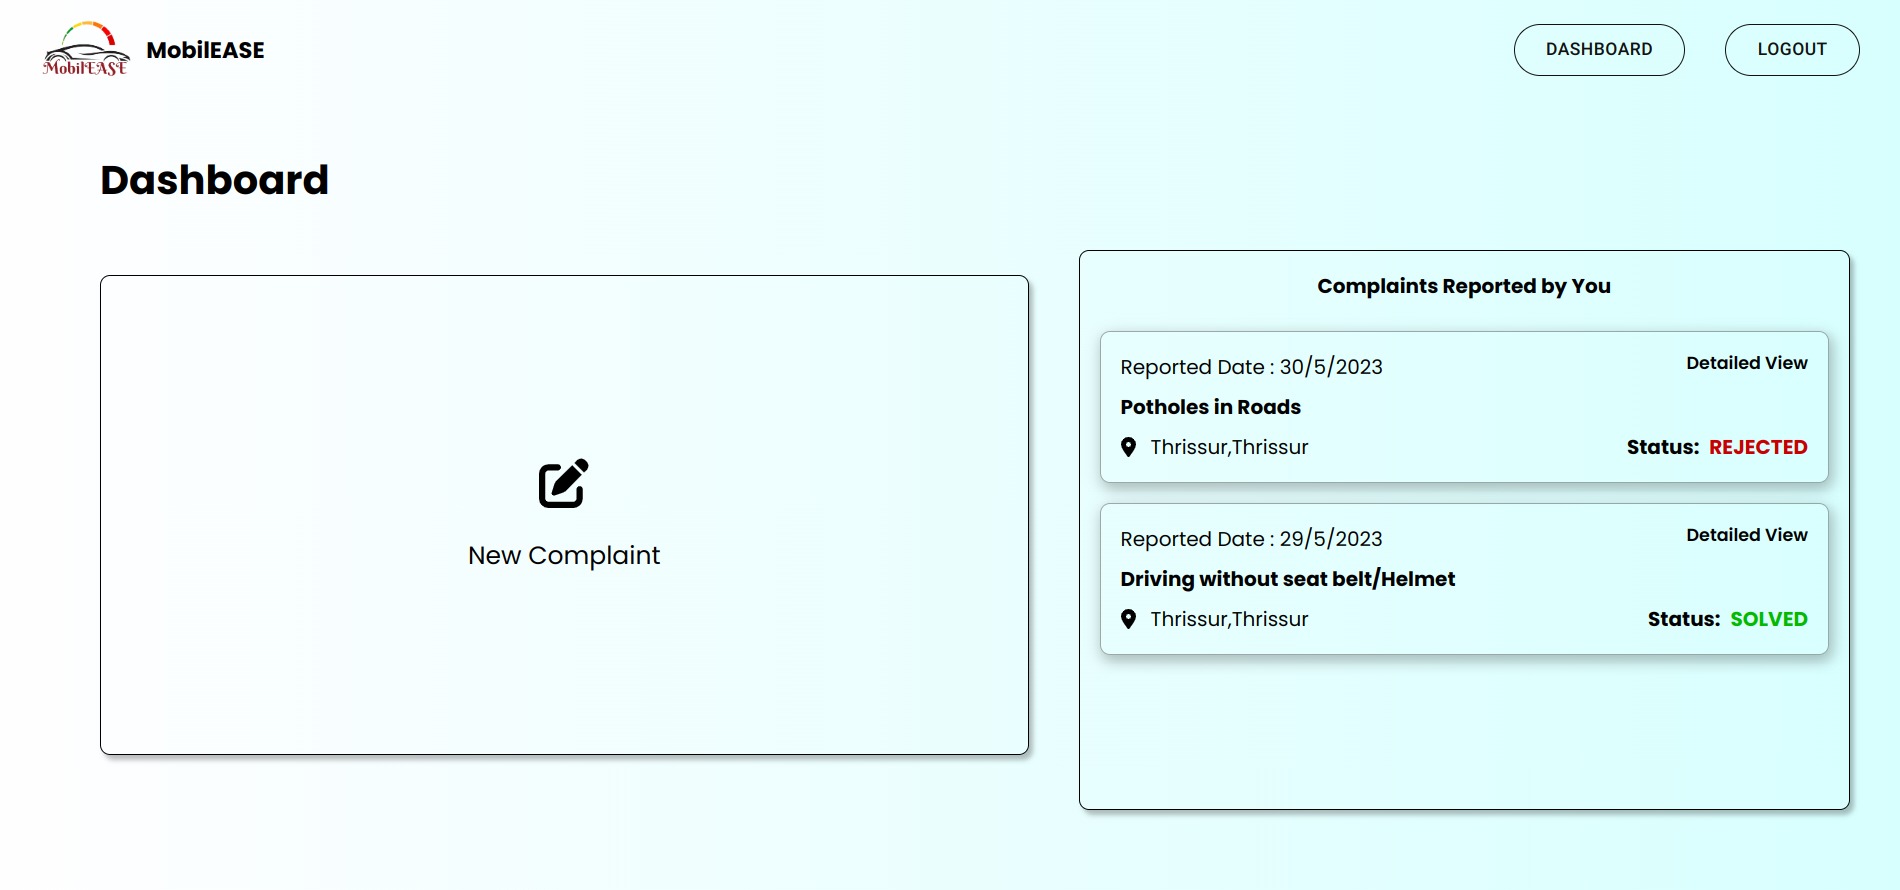 MobilEASE
MobilEASE
DASHBOARD
LOGOUT
Dashboard
New Complaint
Complaints Reported by You
Reported Date : 30/5/2023
Detailed View
Potholes in Roads
Thrissur,Thrissur
Status: REJECTED
Reported Date : 29/5/2023
Detailed View
Driving without seat belt/Helmet
Thrissur,Thrissur
Status: SOLVED